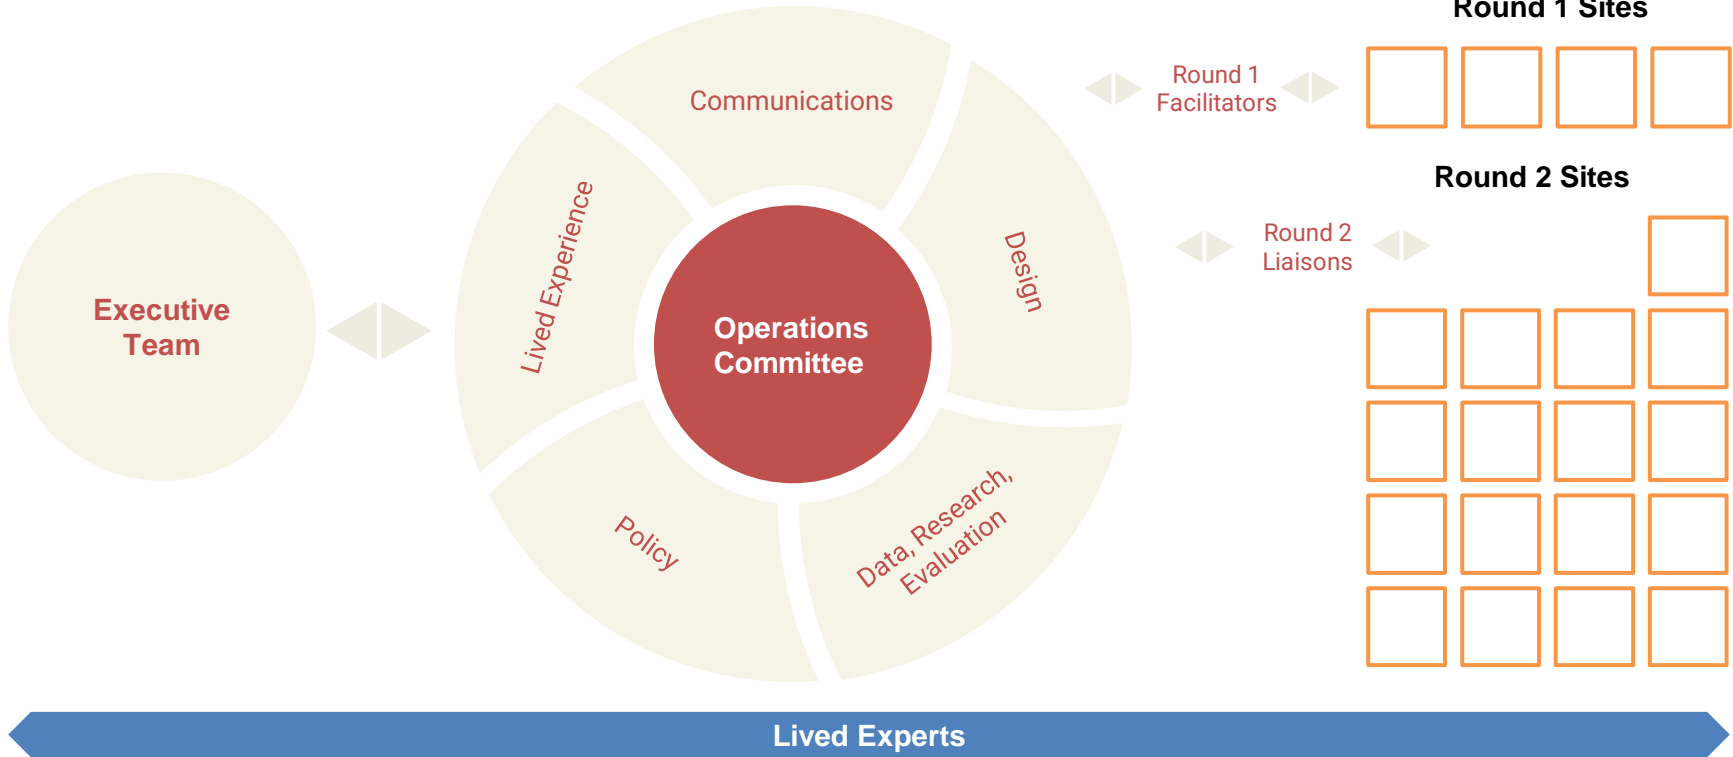 Round 1 Sites
Communications
Round 1
Facilitators
Round 2 Sites
Lived Experience
Design
Round 2
Liaisons
Executive
Team
Operations
Committee
Policy
Data, Research,
Evaluation
Lived Experts